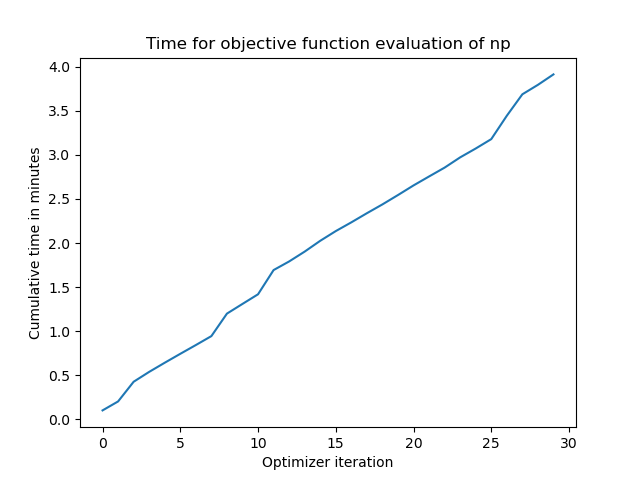 Time for objective function evaluation of np
Cumulative time in minutes
4.0
3.5
3.0
2.5
2.0
1.5
1.0
0.5
0.0
0 5 10 15 20 25 30
Optimizer iteration